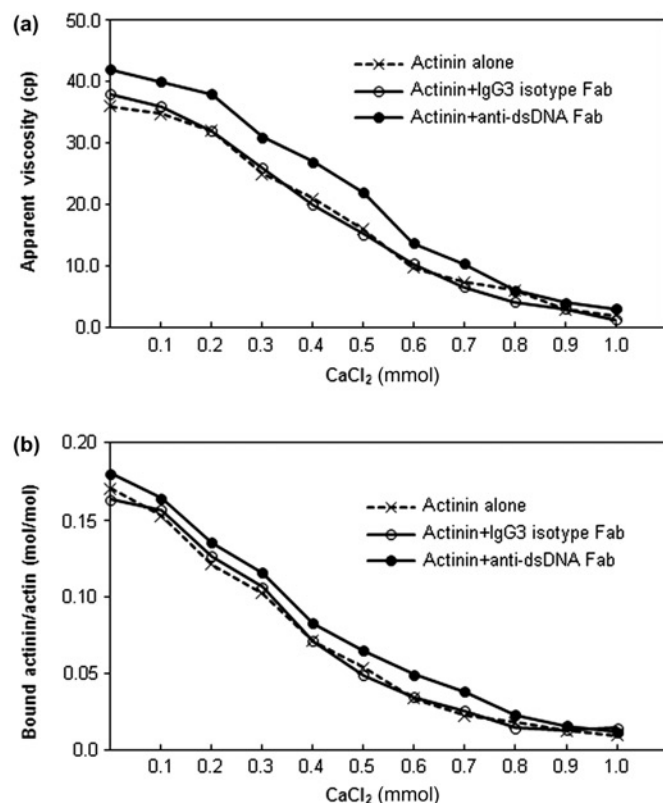 (a)
50.0
40.0
30.0
20.0
10.0
0.0
Apparent viscosity (cp)
Actinin alone
Actinin+IgG3 isotype Fab
Actinin+anti-dsDNA Fab
0.1 0.2 0.3 0.4 0.5 0.6 0.7 0.8 0.9 1.0
CaCl₂ (mmol)
(b)
0.20
0.15
0.10
0.05
0.0
Bound actinin/actin (mol/mol)
Actinin alone
Actinin+IgG3 isotype Fab
Actinin+anti-dsDNA Fab
0.1 0.2 0.3 0.4 0.5 0.6 0.7 0.8 0.9 1.0
CaCl₂ (mmol)